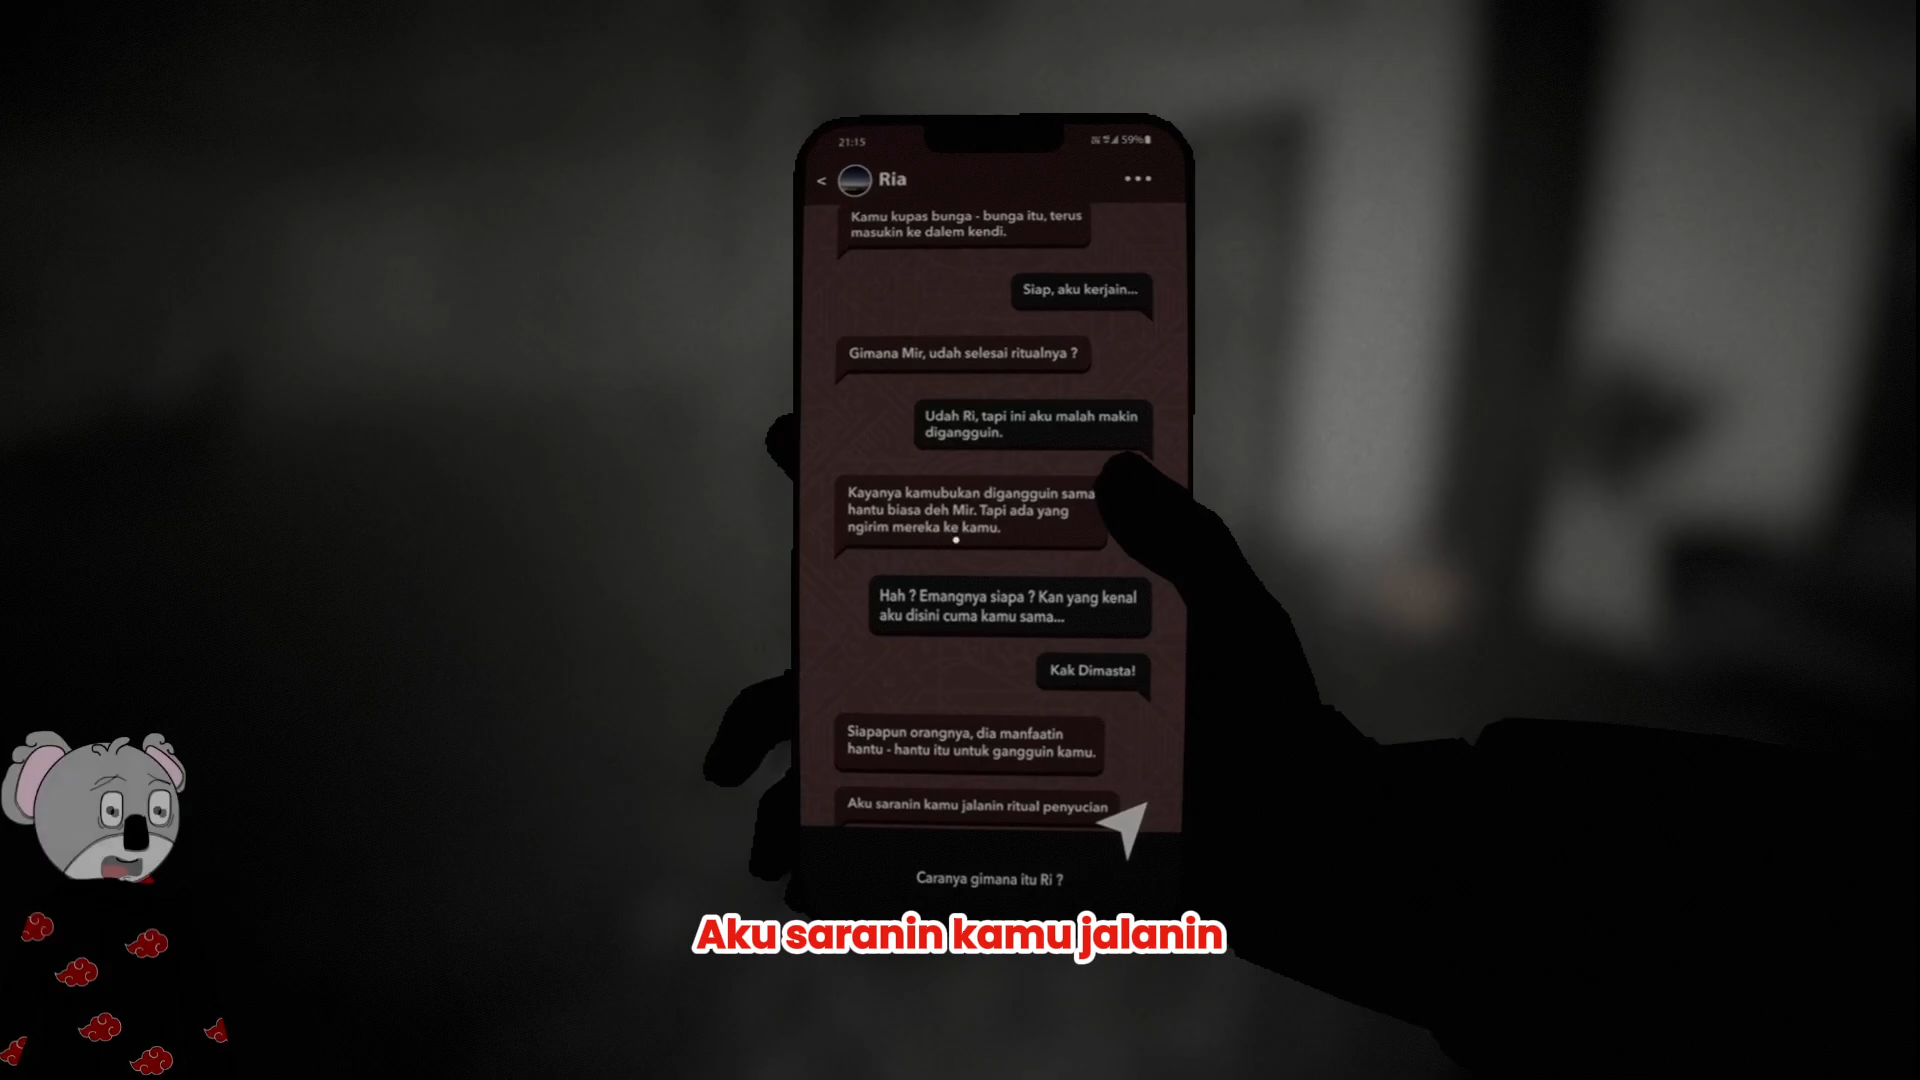 21:15
59%
< Ria
Kamu kupas bunga - bunga itu, terus
masukin ke dalem kendi.
Siap, aku kerjain...
Gimana Mir, udah selesai ritualnya ?
Udah Ri, tapi ini aku malah makin
digangguin.
Kayanya kamubukan digangguin sama
hantu biasa deh Mir. Tapi ada yang
ngirim mereka ke kamu.
Hah ? Emangnya siapa ? Kan yang kenal
aku disini cuma kamu sama...
Kak Dimasta!
Siapapun orangnya, dia manfaatin
hantu - hantu itu untuk gangguin kamu.
Aku saranin kamu jalanin ritual penyucian
Caranya gimana itu Ri ?
Aku saranin kamu jalanin